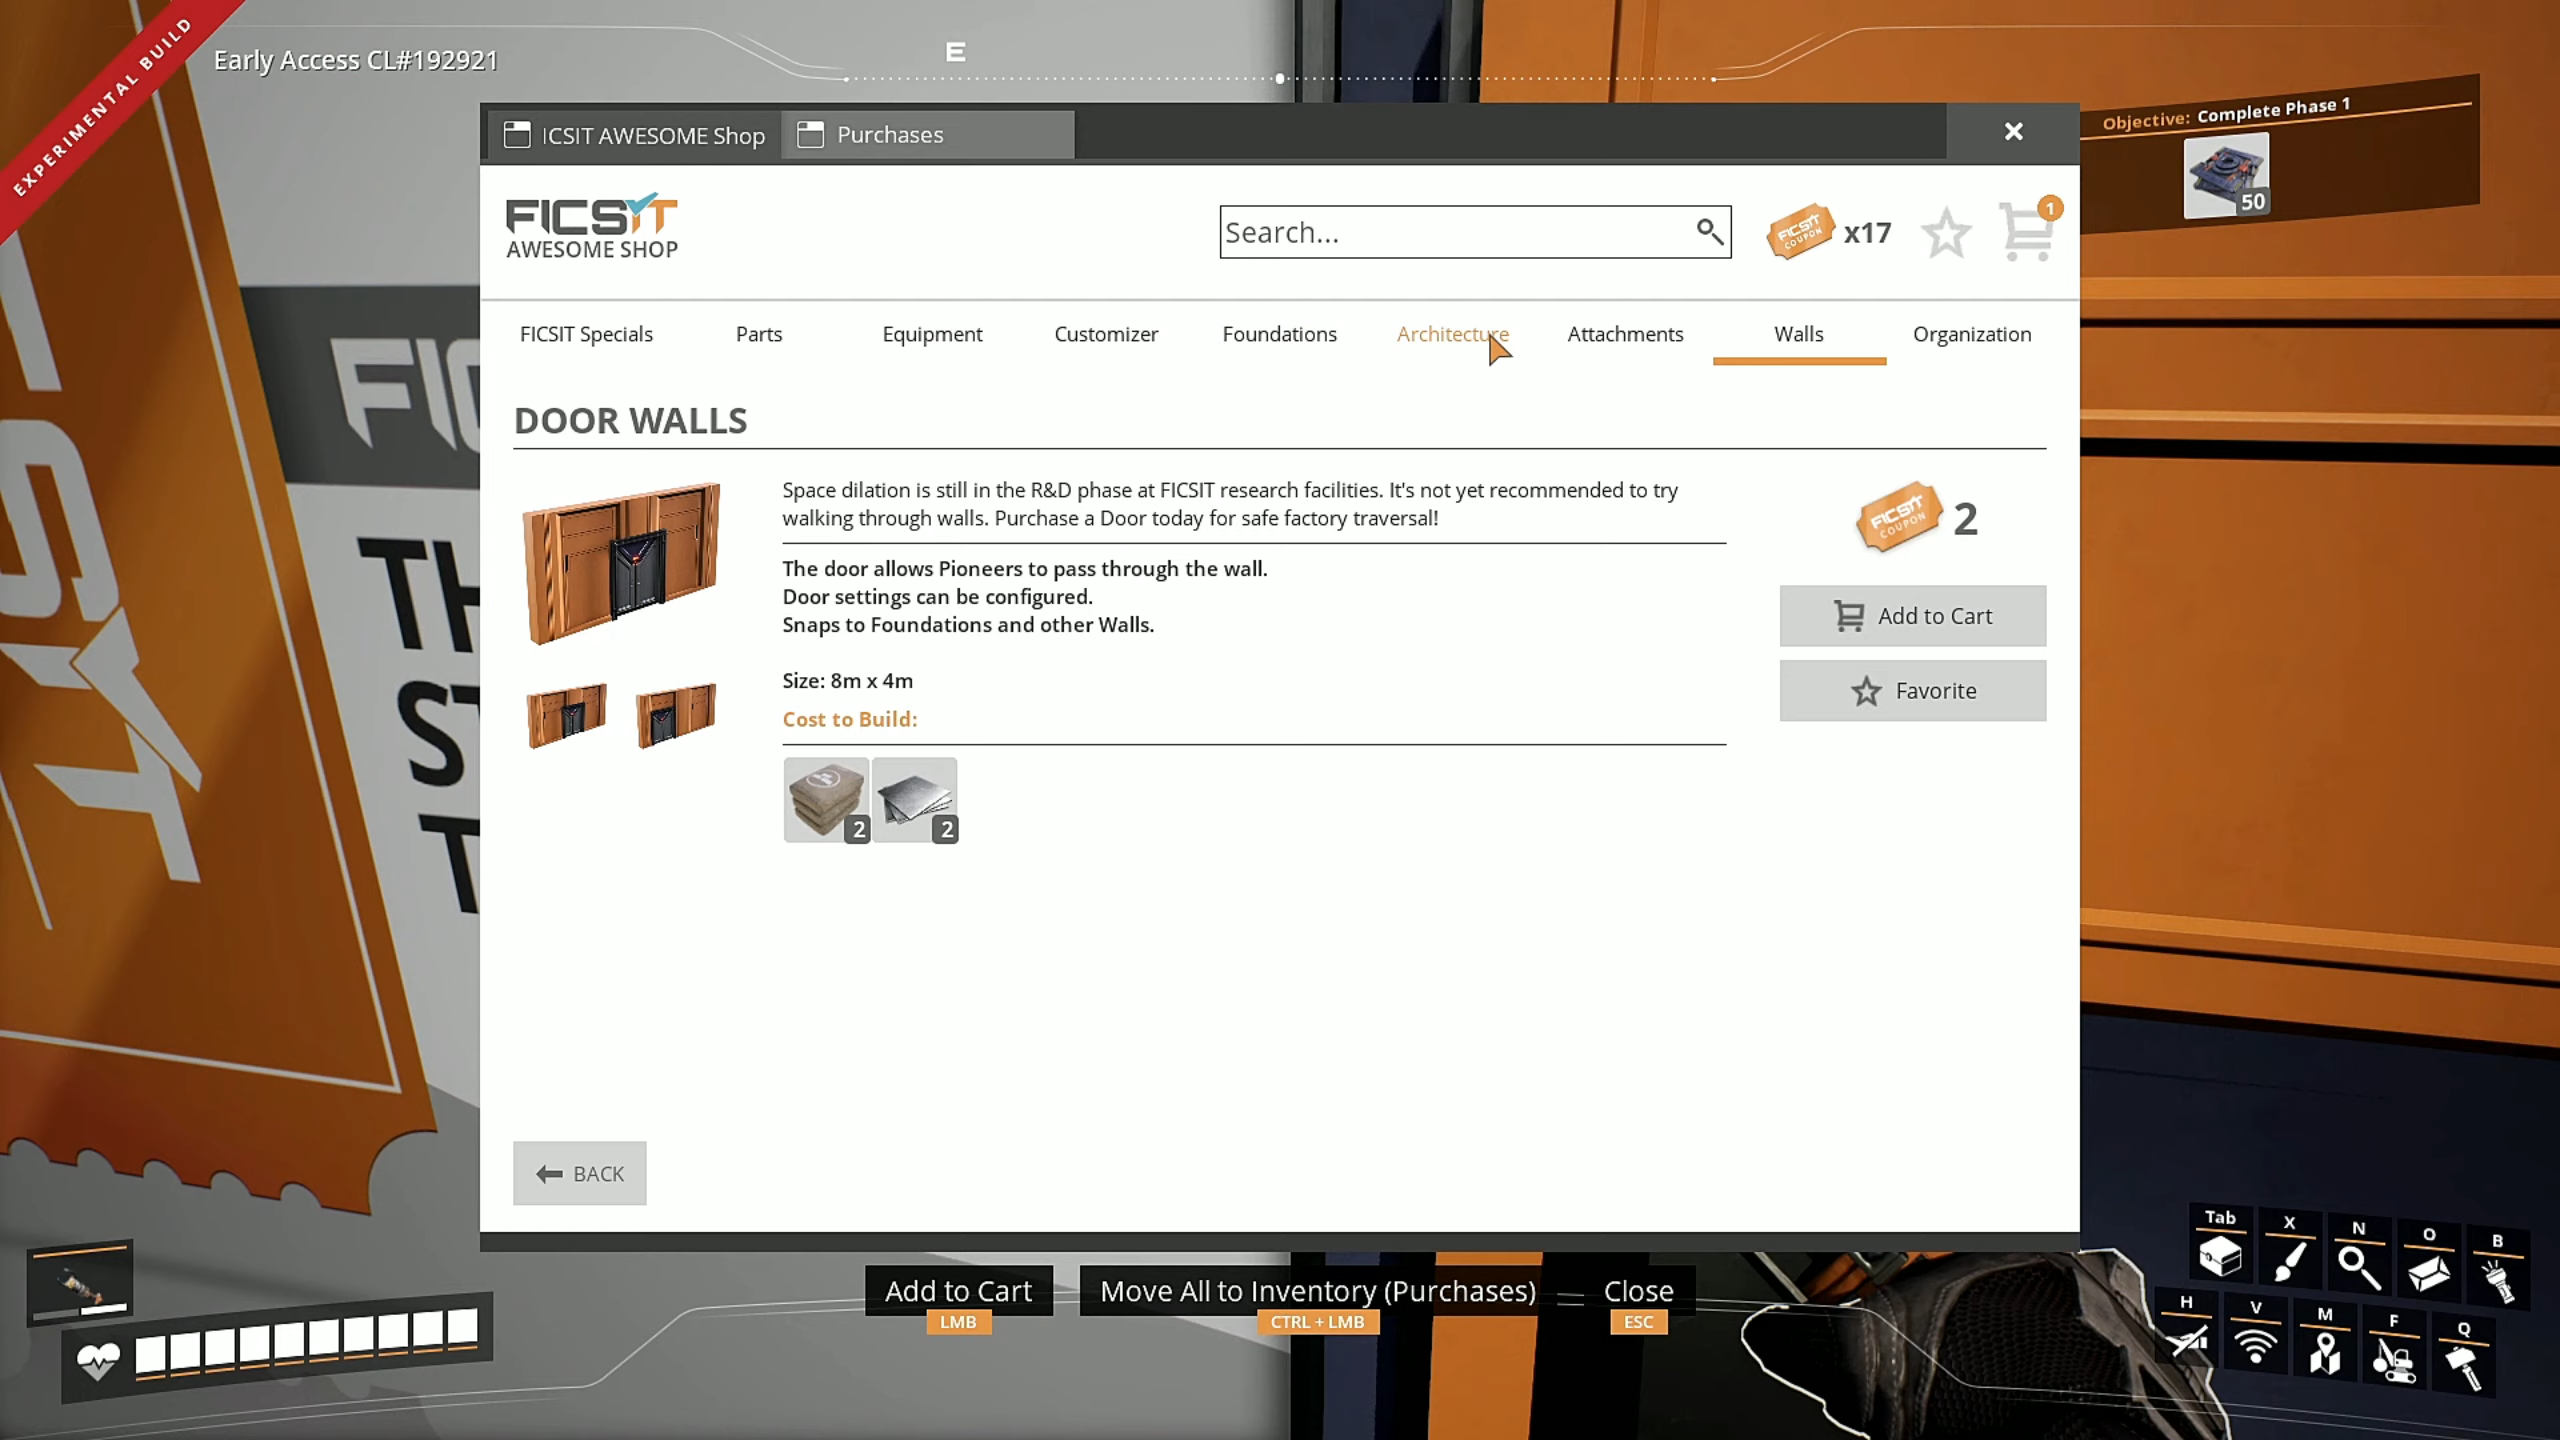 EXPERIMENTAL BUILD
Early Access CL#192921
E
Objective: Complete Phase 1
50
ICSIT AWESOME Shop
Purchases
FICSIT
AWESOME SHOP
Search...
FICSIT COUPON
x17
1
FICSIT Specials
Parts
Equipment
Customizer
Foundations
Architecture
Attachments
Walls
Organization
DOOR WALLS
Space dilation is still in the R&D phase at FICSIT research facilities. It's not yet recommended to try
walking through walls. Purchase a Door today for safe factory traversal!
The door allows Pioneers to pass through the wall.
Door settings can be configured.
Snaps to Foundations and other Walls.
Size: 8m x 4m
Cost to Build:
2
2
FICSIT COUPON
2
Add to Cart
Favorite
BACK
Add to Cart
LMB
Move All to Inventory (Purchases)
CTRL + LMB
Close
ESC
Tab
X
N
O
B
H
V
M
F
Q